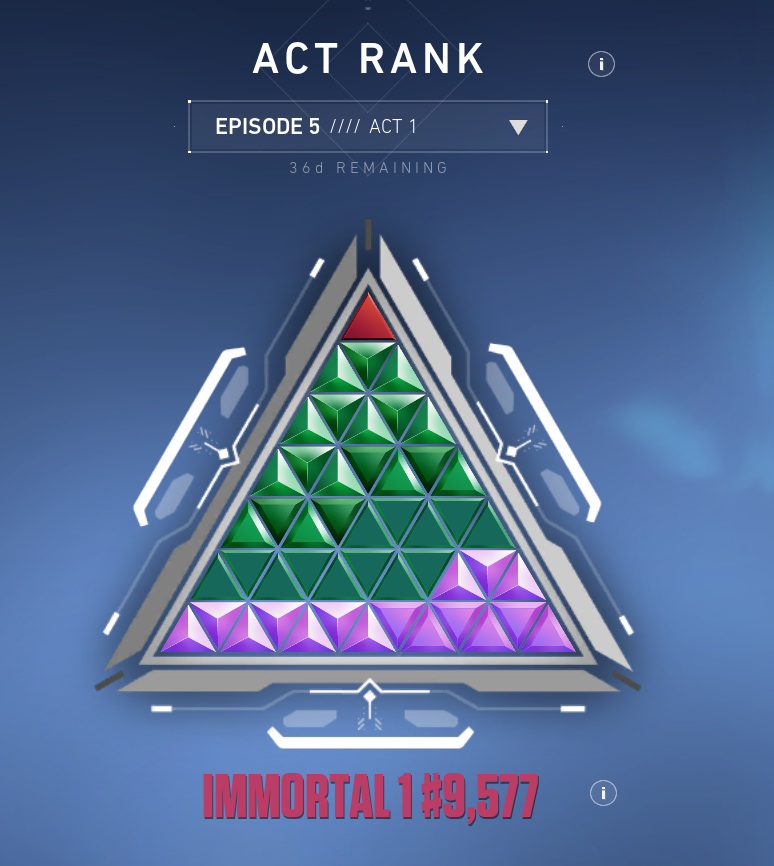 ACT RANK
i
EPISODE 5 //// ACT 1
36d REMAINING
IMMORTAL 1 #9,577
i